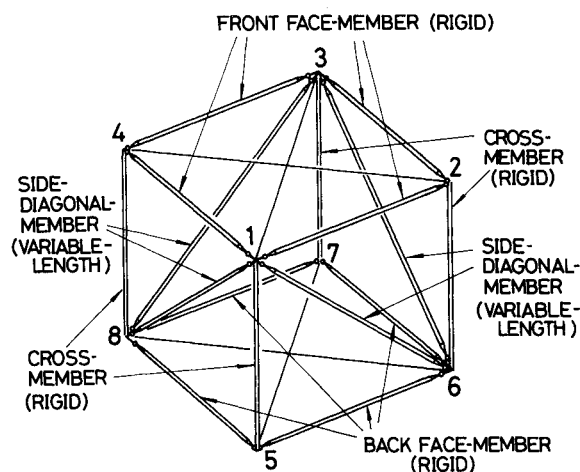 FRONT FACE-MEMBER (RIGID)
3
4
CROSS-
MEMBER
(RIGID)
2
SIDE-
DIAGONAL-
MEMBER
(VARIABLE-
LENGTH)
1
7
SIDE-
DIAGONAL-
MEMBER
(VARIABLE-
LENGTH)
8
CROSS-
MEMBER
(RIGID)
6
5
BACK FACE-MEMBER
(RIGID)